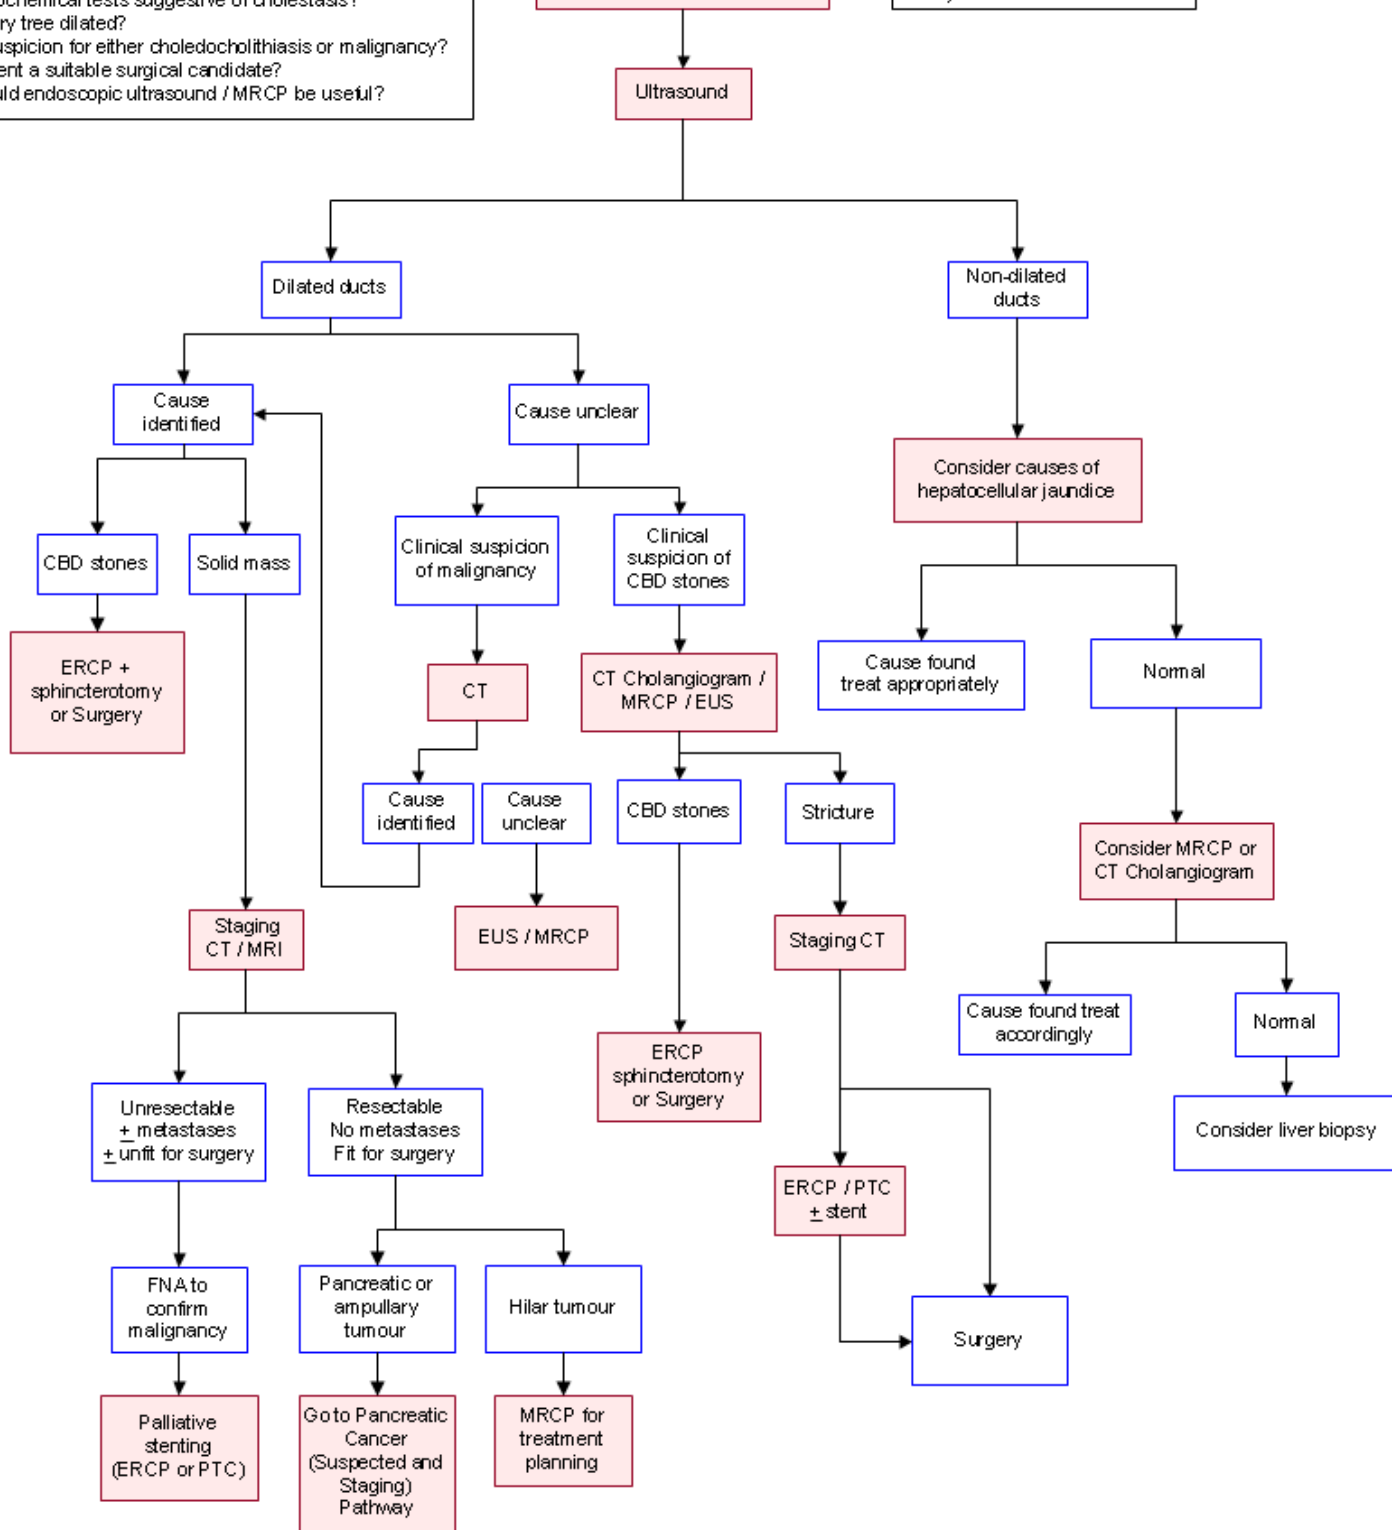 suggestive of cholestasis?
tree dilated?
for either choledocholithiasis or malignancy?
a suitable surgical candidate?
endoscopic ultrasound / MRCP be useful?
Ultrasound
Dilated ducts
Non-dilated
ducts
Cause
identified
Cause unclear
Consider causes of
hepatocellular jaundice
CBD stones
Solid mass
Clinical suspicion
of malignancy
Clinical
suspicion of
CBD stones
ERCP +
sphincterotomy
or Surgery
CT
CT Cholangiogram /
MRCP / EUS
Cause found
treat appropriately
Normal
Cause
identified
Cause
unclear
CBD stones
Stricture
Consider MRCP or
CT Cholangiogram
Staging
CT / MRI
EUS / MRCP
Staging CT
Cause found treat
accordingly
Normal
ERCP
sphincterotomy
or Surgery
Unresectable
± metastases
± unfit for surgery
Resectable
No metastases
Fit for surgery
Consider liver biopsy
ERCP / PTC
± stent
FNA to
confirm
malignancy
Pancreatic or
ampullary
tumour
Hilar tumour
Surgery
Palliative
stenting
(ERCP or PTC)
Go to Pancreatic
Cancer
(Suspected and
Staging)
Pathway
MRCP for
treatment
planning